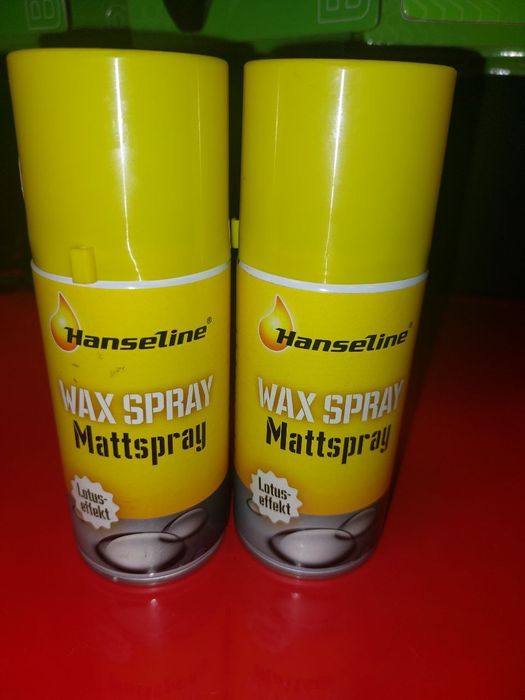 Hanseline®
WAX SPRAY
Mattspray
Lotus-
effekt
Hanseline®
WAX SPRAY
Mattspray
Lotus-
effekt